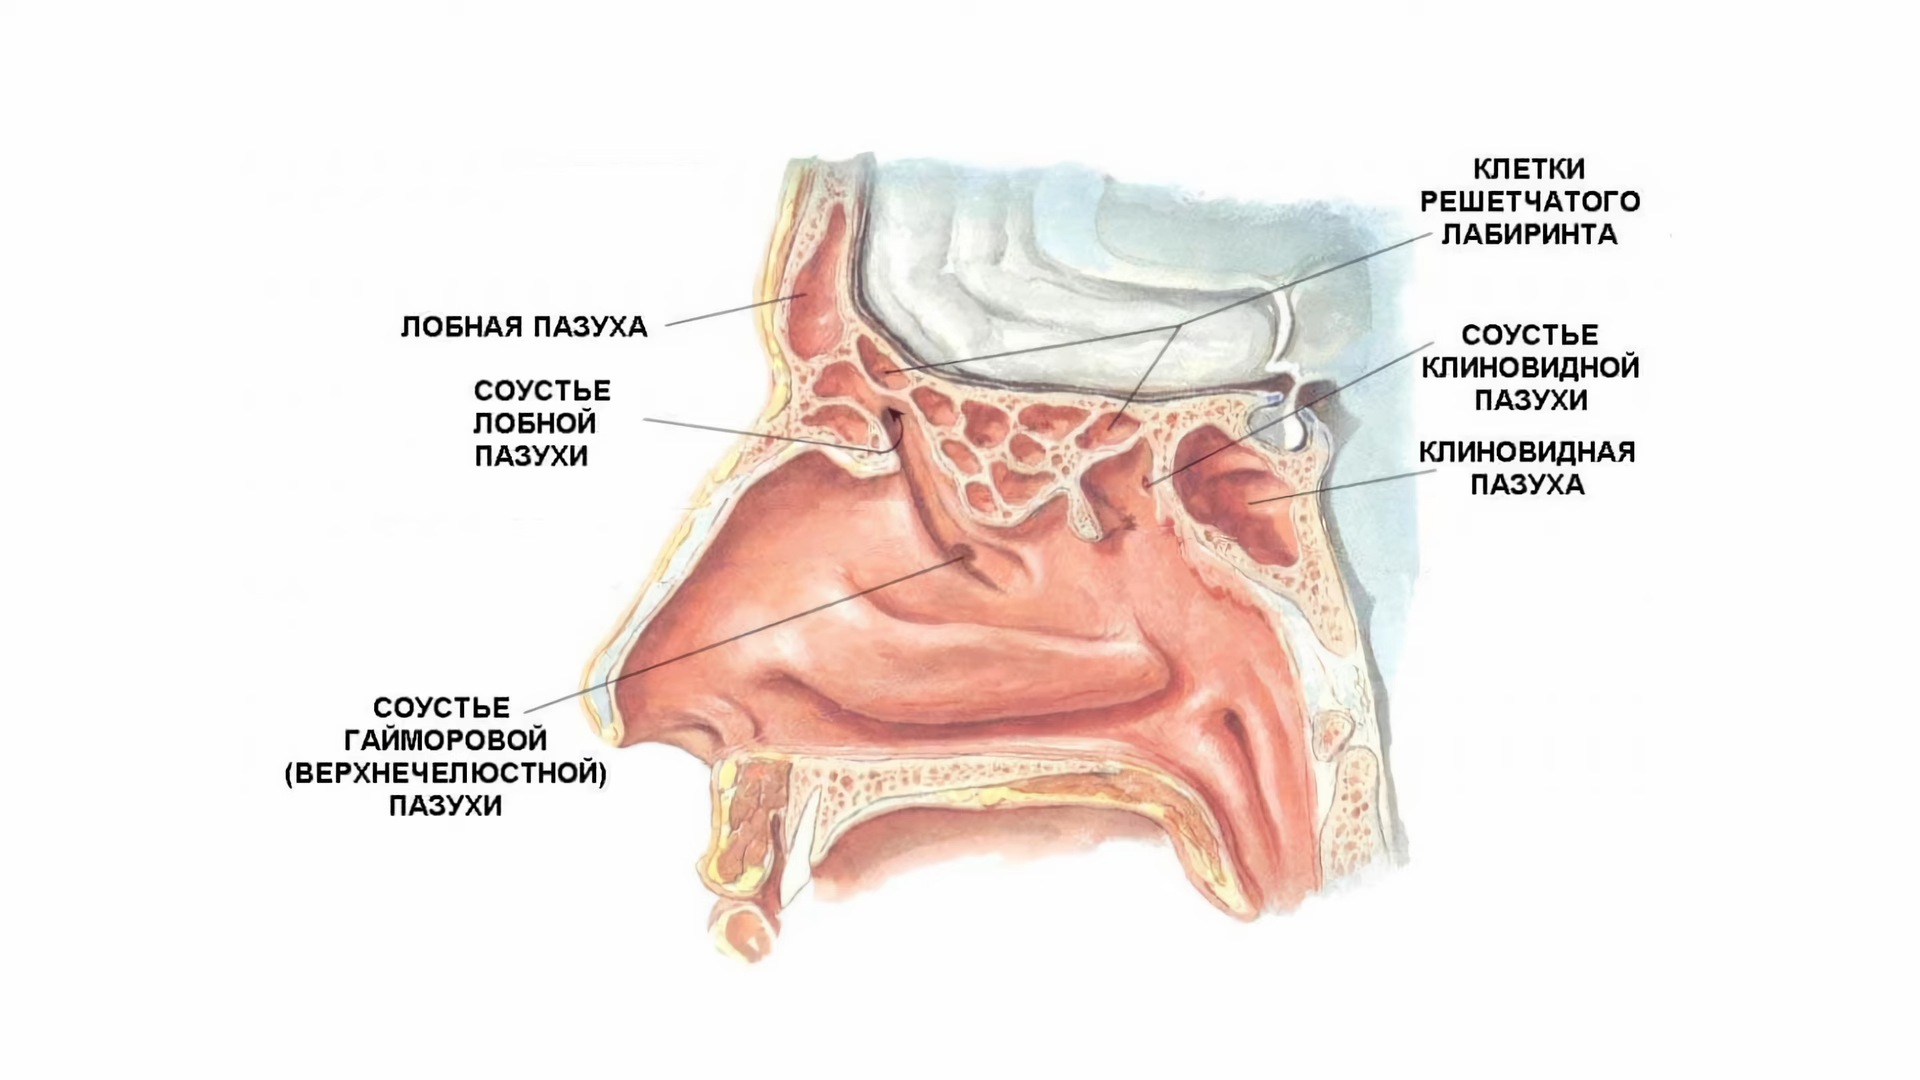 КЛЕТКИ
РЕШЕТЧАТОГО
ЛАБИРИНТА
ЛОБНАЯ ПАЗУХА
СОУСТЬЕ
КЛИНОВИДНОЙ
ПАЗУХИ
СОУСТЬЕ
ЛОБНОЙ
ПАЗУХИ
КЛИНОВИДНАЯ
ПАЗУХА
СОУСТЬЕ
ГАЙМОРОВОЙ
(ВЕРХНЕЧЕЛЮСТНОЙ)
ПАЗУХИ